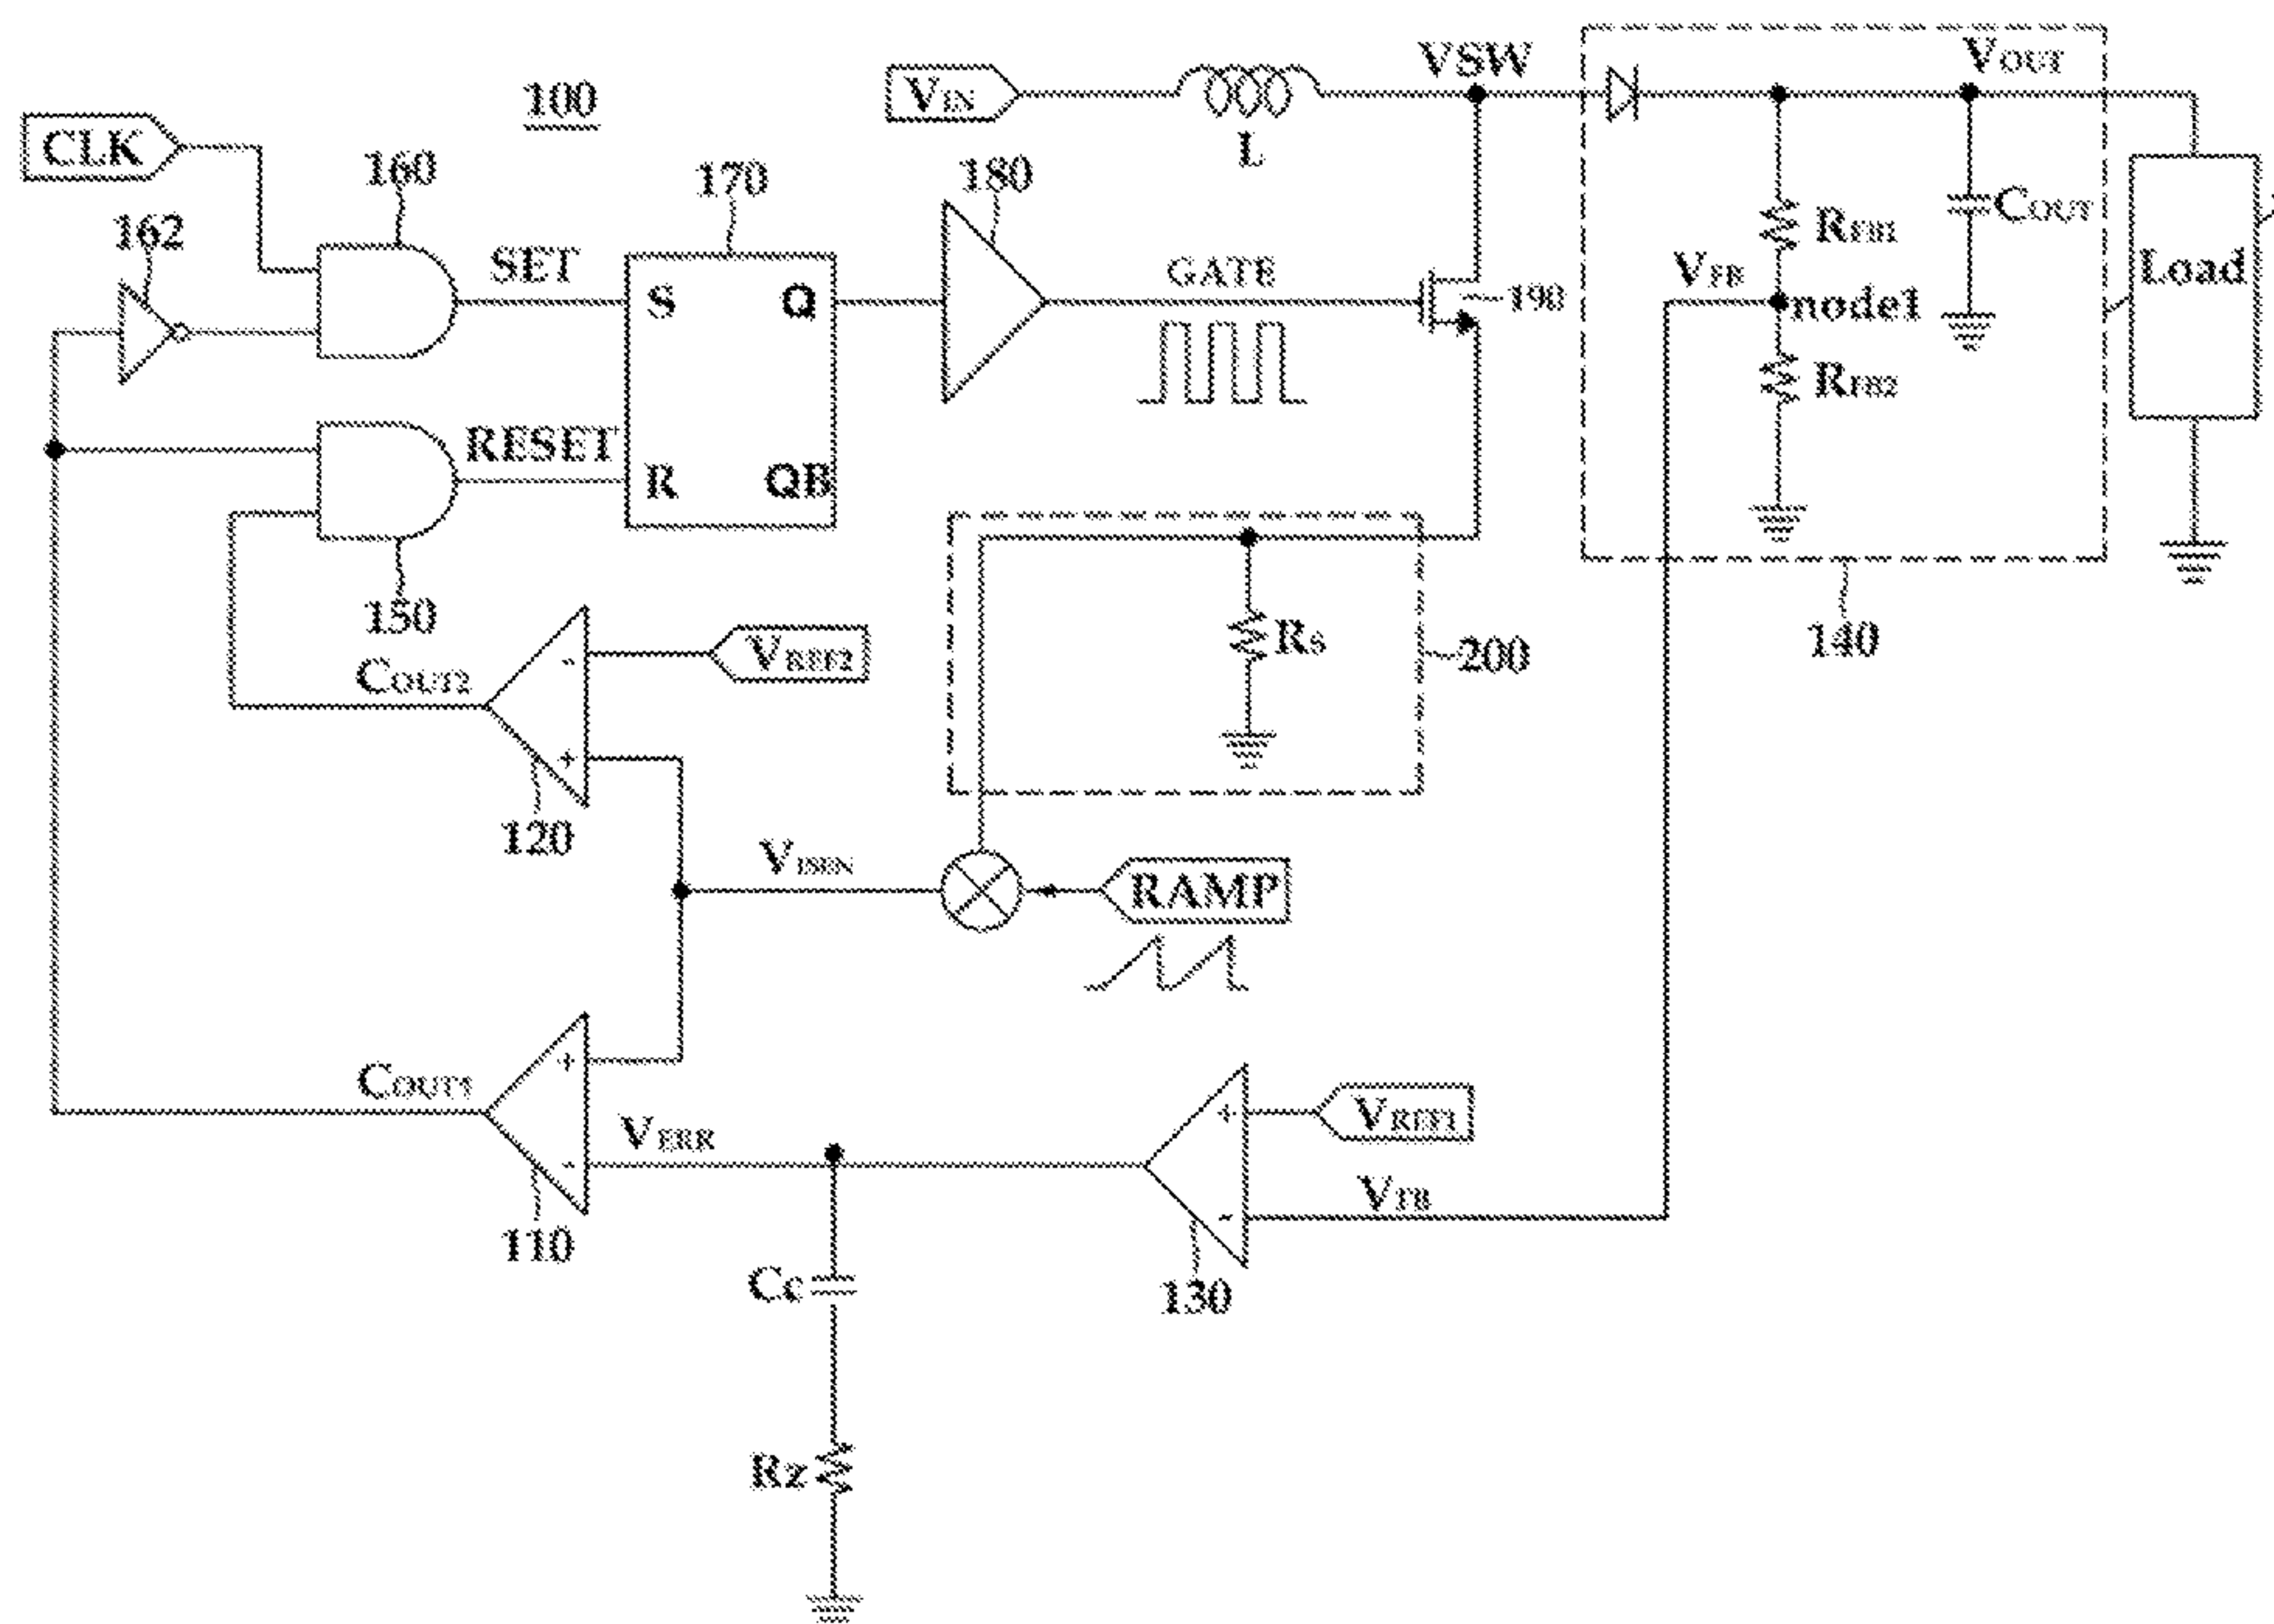 100
VIN
L
VSW
VOUT
CLK
160
162
SET
170
S
Q
R
QB
180
GATE
190
RFB1
COUT
VFB
node1
RFB2
Load
RESET
150
COUT2
VREF2
120
RS
200
140
VISEN
RAMP
COUT1
VERR
110
VREF1
VFB
130
Cc
Rz
+
-
+
-
+
-